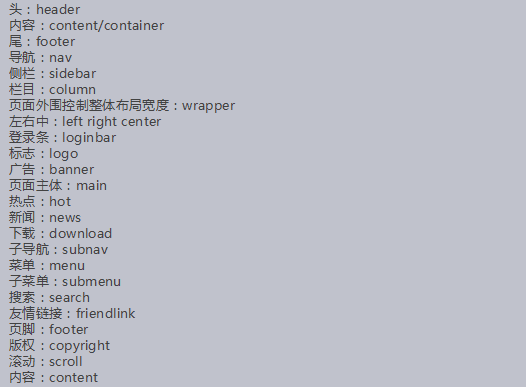 头：header
内容：content/container
尾：footer
导航：nav
侧栏：sidebar
栏目：column
页面外围控制整体布局宽度：wrapper
左右中：left right center
登录条：loginbar
标志：logo
广告：banner
页面主体：main
热点：hot
新闻：news
下载：download
子导航：subnav
菜单：menu
子菜单：submenu
搜索：search
友情链接：friendlink
页脚：footer
版权：copyright
滚动：scroll
内容：content